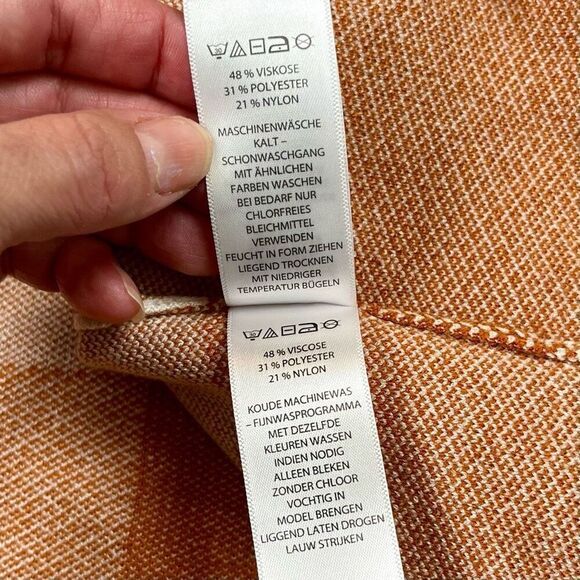 30
48 % VISKOSE
31 % POLYESTER
21 % NYLON
MASCHINENWÄSCHE
KALT –
SCHONWASCHGANG
MIT ÄHNLICHEN
FARBEN WASCHEN
BEI BEDARF NUR
CHLORFREIES
BLEICHMITTEL
VERWENDEN
FEUCHT IN FORM ZIEHEN
LIEGEND TROCKNEN
MIT NIEDRIGER
TEMPERATUR BÜGELN
30
48 % VISCOSE
31 % POLYESTER
21 % NYLON
KOUDE MACHINEWAS
– FIJNWASPROGRAMMA
MET DEZELFDE
KLEUREN WASSEN
INDIEN NODIG
ALLEEN BLEKEN
ZONDER CHLOOR
VOCHTIG IN
MODEL BRENGEN
LIGGEND LATEN DROGEN
LAUW STRIJKEN